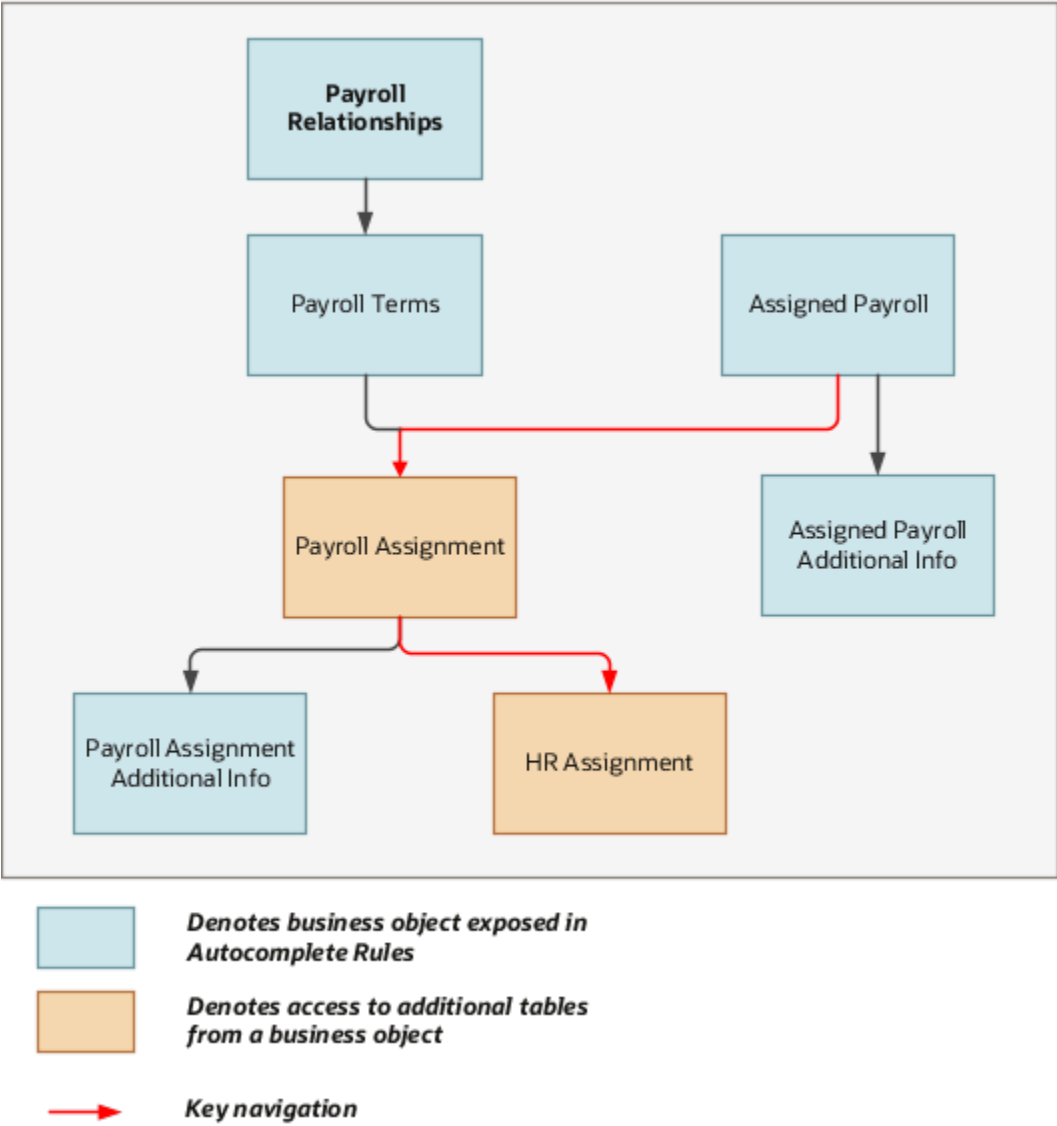 Payroll
Relationships
Payroll Terms
Assigned Payroll
Payroll Assignment
Assigned Payroll
Additional Info
Payroll Assignment
Additional Info
HR Assignment
Denotes business object exposed in
Autocomplete Rules
Denotes access to additional tables
from a business object
Key navigation